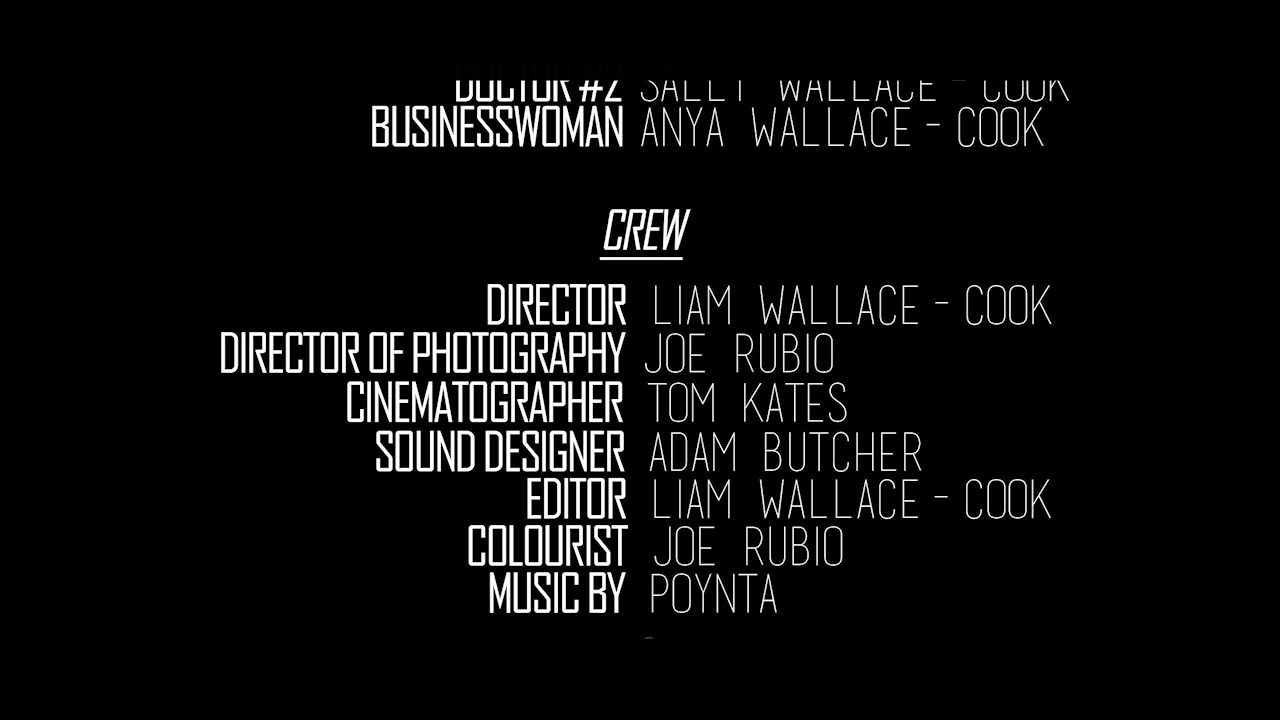 DOCTOR #2 SALLY WALLACE - COOK
BUSINESSWOMAN ANYA WALLACE - COOK
CREW
DIRECTOR LIAM WALLACE - COOK
DIRECTOR OF PHOTOGRAPHY JOE RUBIO
CINEMATOGRAPHER TOM KATES
SOUND DESIGNER ADAM BUTCHER
EDITOR LIAM WALLACE - COOK
COLOURIST JOE RUBIO
MUSIC BY POYNTA